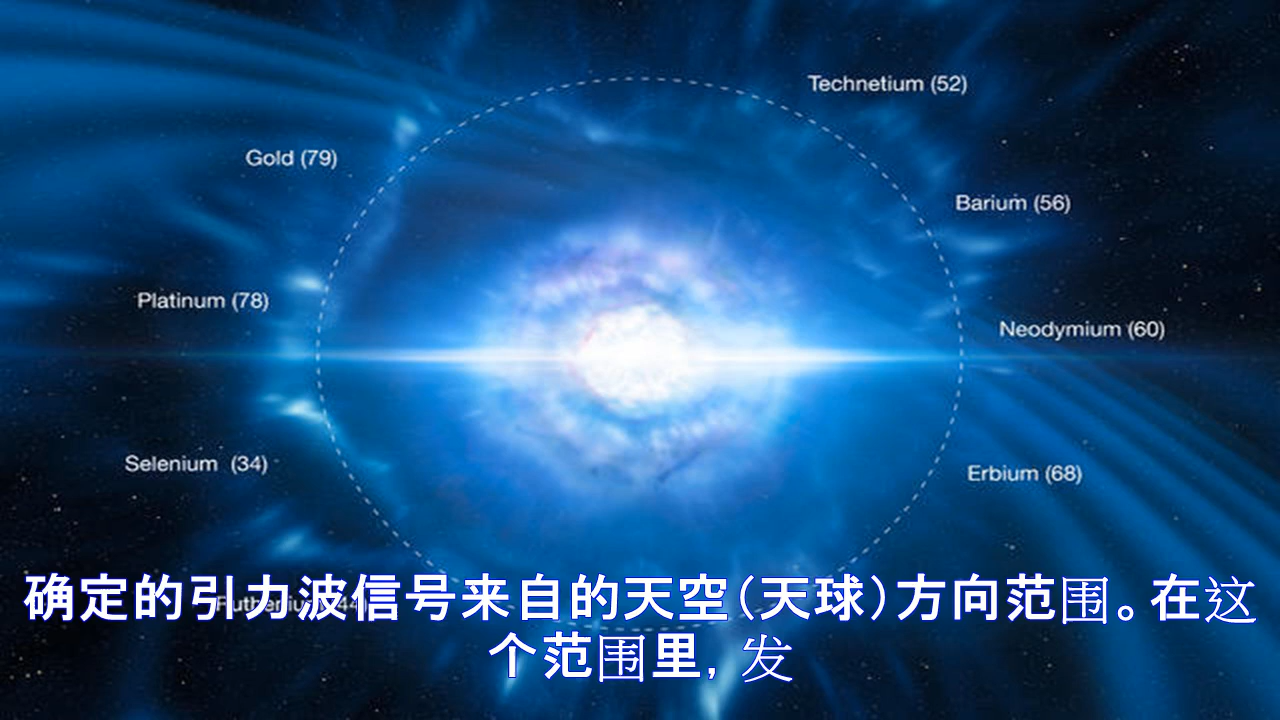 Technetium (52)
Gold (79)
Barium (56)
Platinum (78)
Neodymium (60)
Selenium (34)
Erbium (68)
Ruthenium (44)
确定的引力波信号来自的天空(天球)方向范围。在这
个范围里, 发